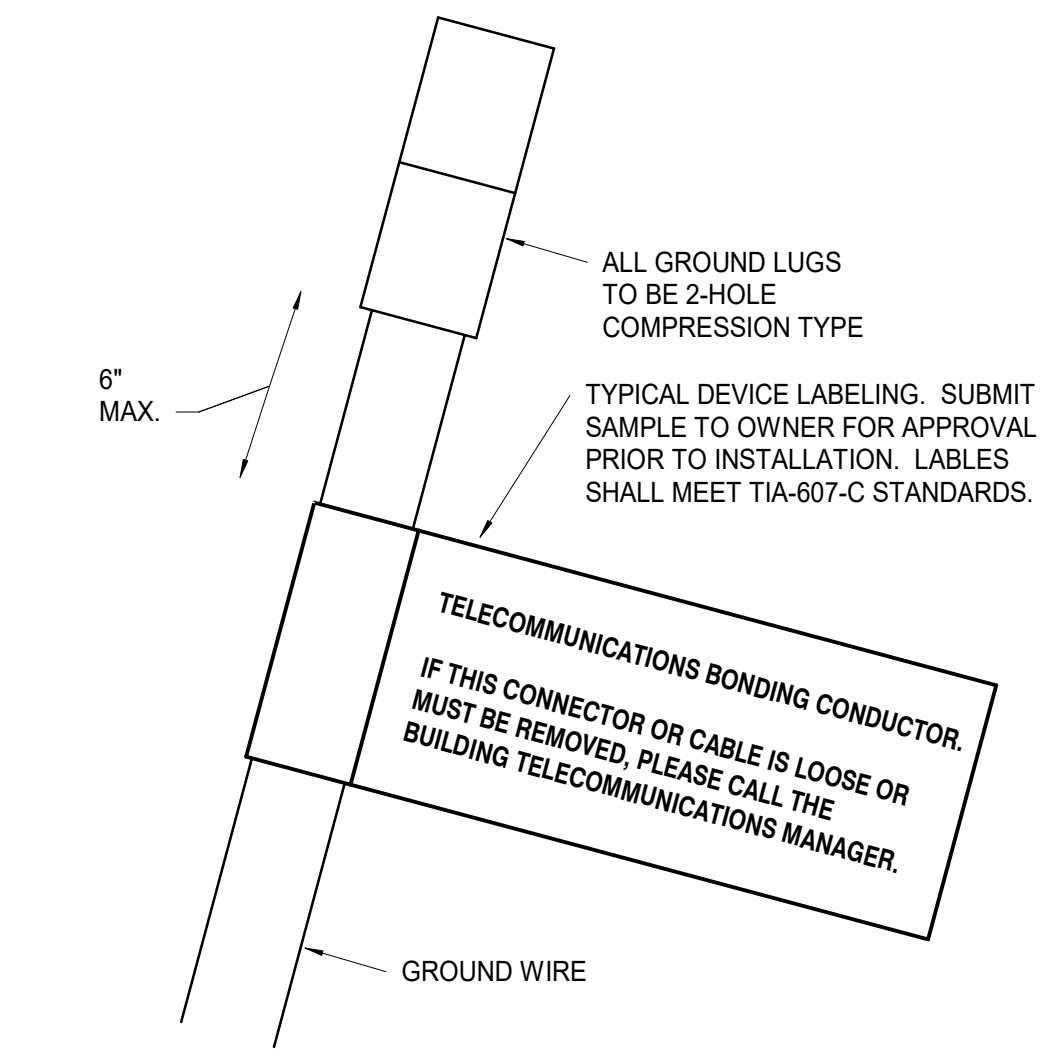 ALL GROUND LUGS
TO BE 2-HOLE
COMPRESSION TYPE
6"
MAX.
TYPICAL DEVICE LABELING.  SUBMIT
SAMPLE TO OWNER FOR APPROVAL
PRIOR TO INSTALLATION.  LABLES
SHALL MEET TIA-607-C STANDARDS.
TELECOMMUNICATIONS BONDING CONDUCTOR.
IF THIS CONNECTOR OR CABLE IS LOOSE OR
MUST BE REMOVED, PLEASE CALL THE
BUILDING TELECOMMUNICATIONS MANAGER.
GROUND WIRE